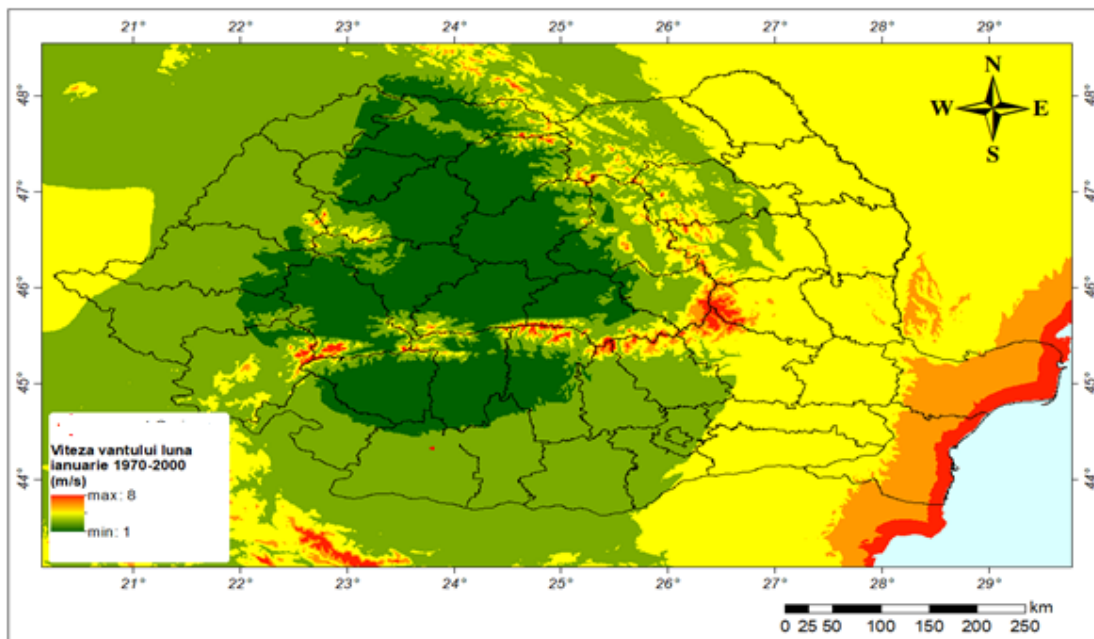 21° 22° 23° 24° 25° 26° 27° 28° 29°
48° 48°
N
W E
S
47° 47°
46° 46°
45° 45°
Viteza vantului luna
ianuarie 1970-2000
(m/s)
max: 8
min: 1
44° 44°
21° 22° 23° 24° 25° 26° 27° 28° 29°
km
0 25 50 100 150 200 250